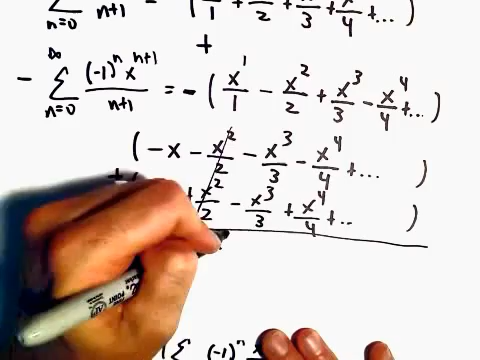 ∑ n=0 n+1 1 + 2 + 3 + 4 + ... )
+
- ∑ n=0 ∞ (-1)^n x^(n+1) / (n+1) = - ( x^1/1 - x^2/2 + x^3/3 - x^4/4 + ... )
( -x - x^2/2 - x^3/3 - x^4/4 + ... )
+ x^2/2 - x^3/3 + x^4/4 + .. )
∑ (-1)^n